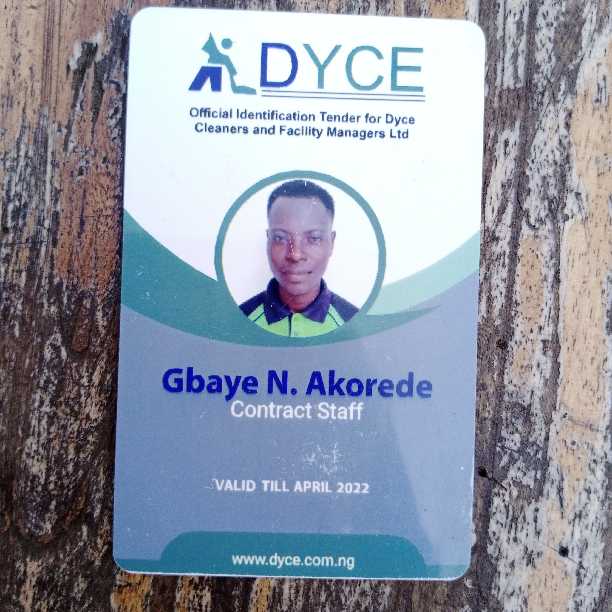 DYCE
Official Identification Tender for Dyce
Cleaners and Facility Managers Ltd
Gbaye N. Akorede
Contract Staff
VALID TILL APRIL 2022
www.dyce.com.ng